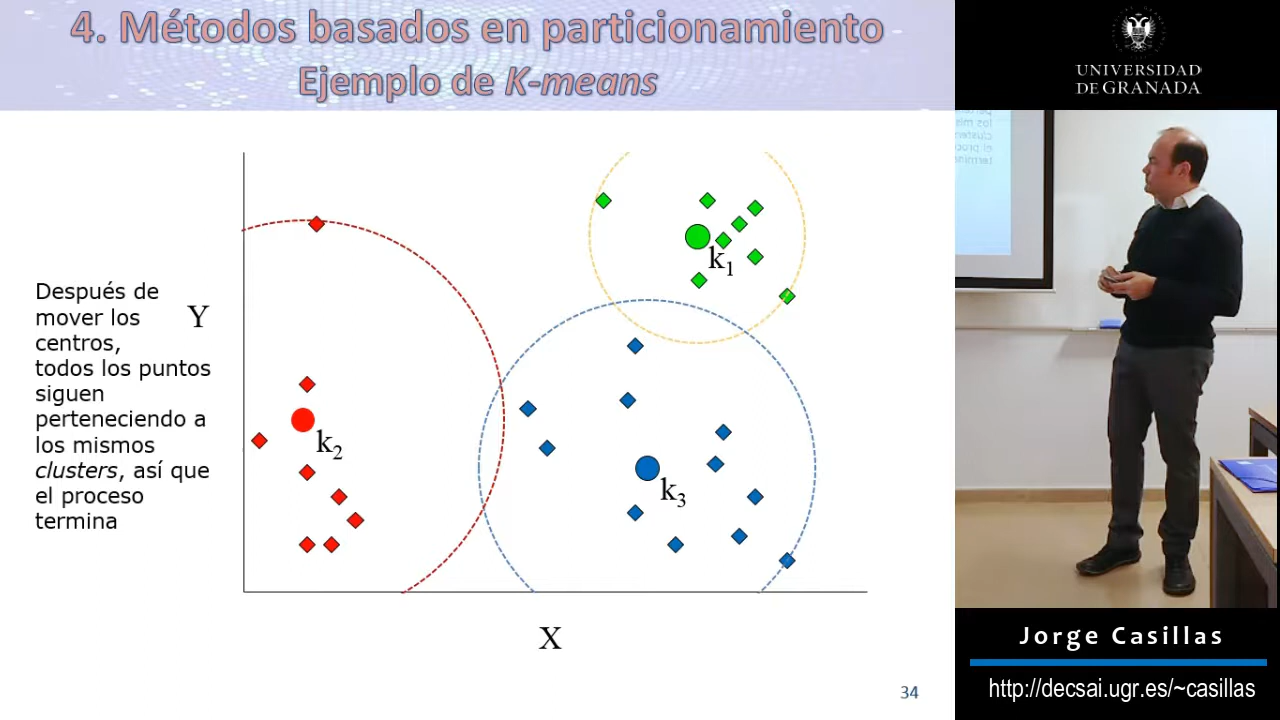 4. Métodos basados en particionamiento
Ejemplo de K-means
UNIVERSIDAD
DE GRANADA
Después de
mover los
centros,
todos los puntos
siguen
perteneciendo a
los mismos
clusters, así que
el proceso
termina
Y
k1
k2
k3
X
34
Jorge Casillas
http://decsai.ugr.es/~casillas